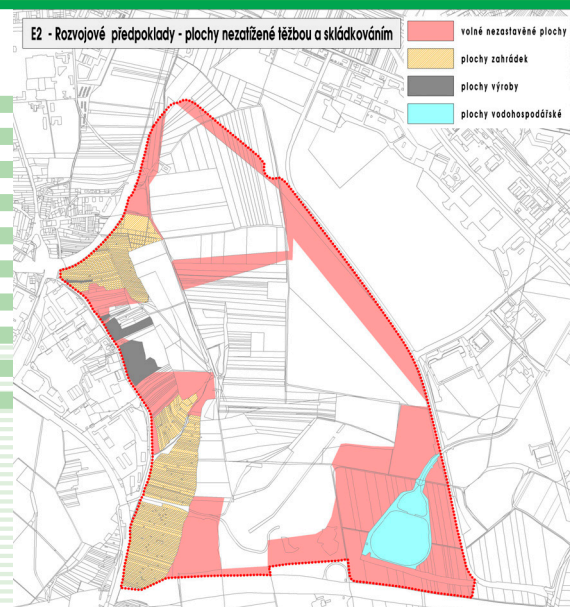 E2 - Rozvojové předpoklady - plochy nezatížené těžbou a skládkováním
volné nezastavěné plochy
plochy zahrádek
plochy výroby
plochy vodohospodářské